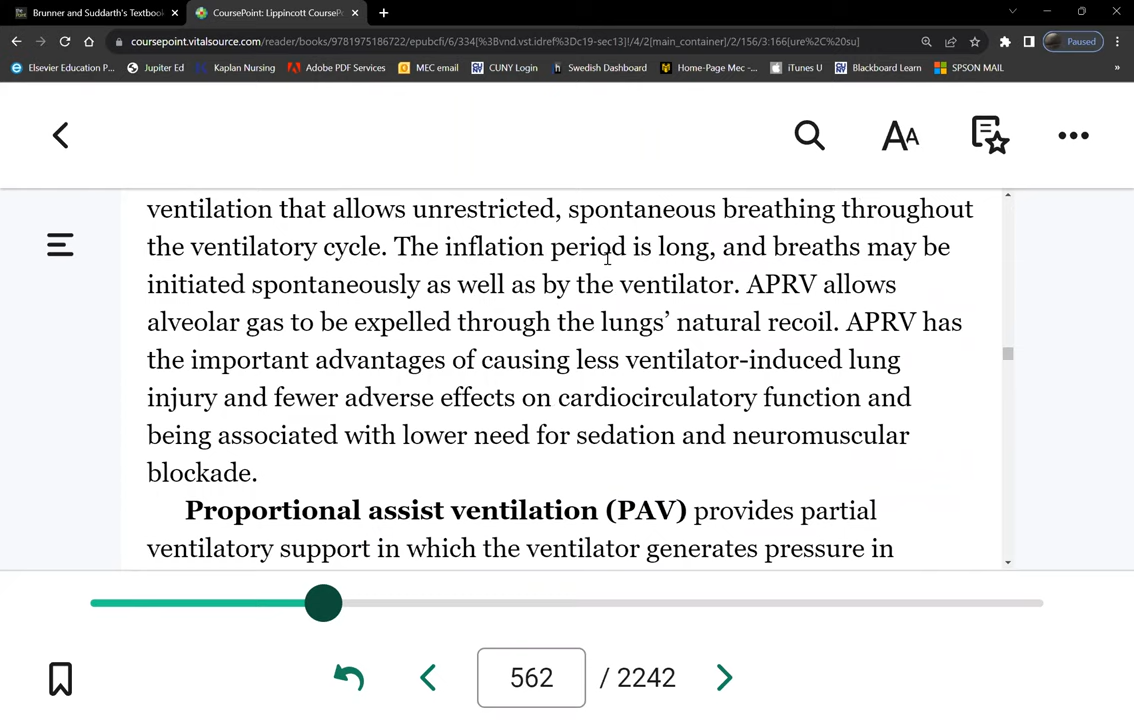 Brunner and Suddarth's Textbook
CoursePoint: Lippincott CourseP
coursepoint.vitalsource.com/reader/books/9781975186722/epubcfi/6/334[%3Bvnd.vst.idref%3Dc19-sec13]!/4/2[main_container]/2/156/3:166[ure%2C%20su]
Paused
Elsevier Education P... Jupiter Ed Kaplan Nursing Adobe PDF Services MEC email CUNY Login Swedish Dashboard Home-Page Mec -... iTunes U Blackboard Learn SPSON MAIL »
AA
ventilation that allows unrestricted, spontaneous breathing throughout
the ventilatory cycle. The inflation period is long, and breaths may be
initiated spontaneously as well as by the ventilator. APRV allows
alveolar gas to be expelled through the lungs’ natural recoil. APRV has
the important advantages of causing less ventilator-induced lung
injury and fewer adverse effects on cardiocirculatory function and
being associated with lower need for sedation and neuromuscular
blockade.
Proportional assist ventilation (PAV) provides partial
ventilatory support in which the ventilator generates pressure in
562 / 2242